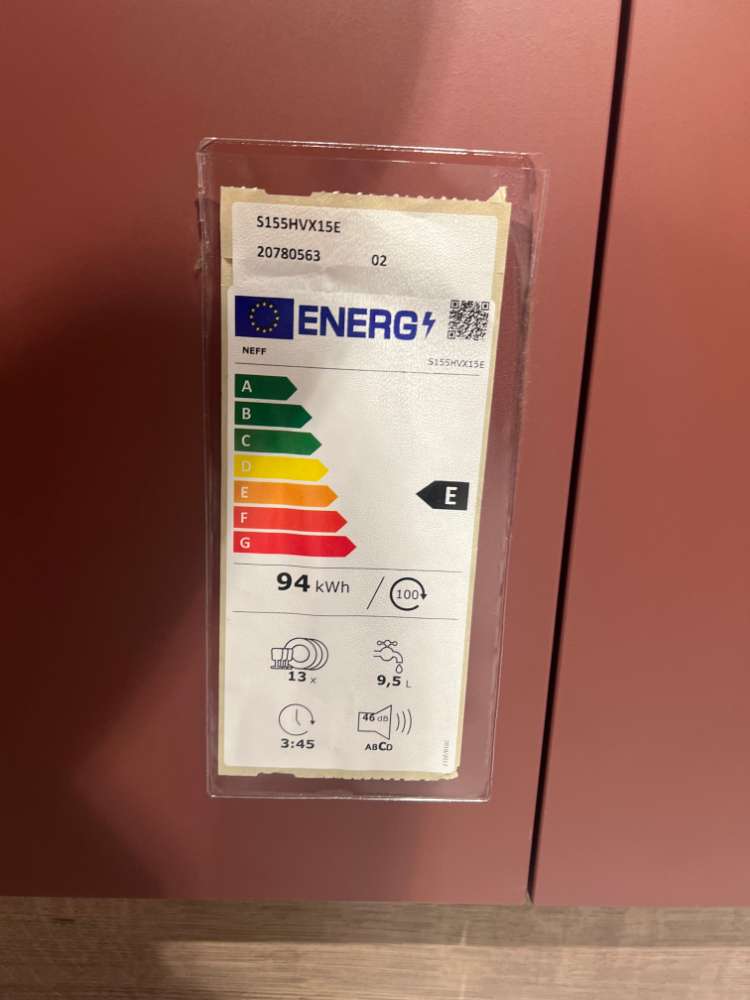 S155HVX15E
20780563 02
ENERG
NEFF
S155HVX15E
A
B
C
D
E
E
F
G
94 kWh / 100
13 x
9,5 L
3:45
46 dB
ABCD